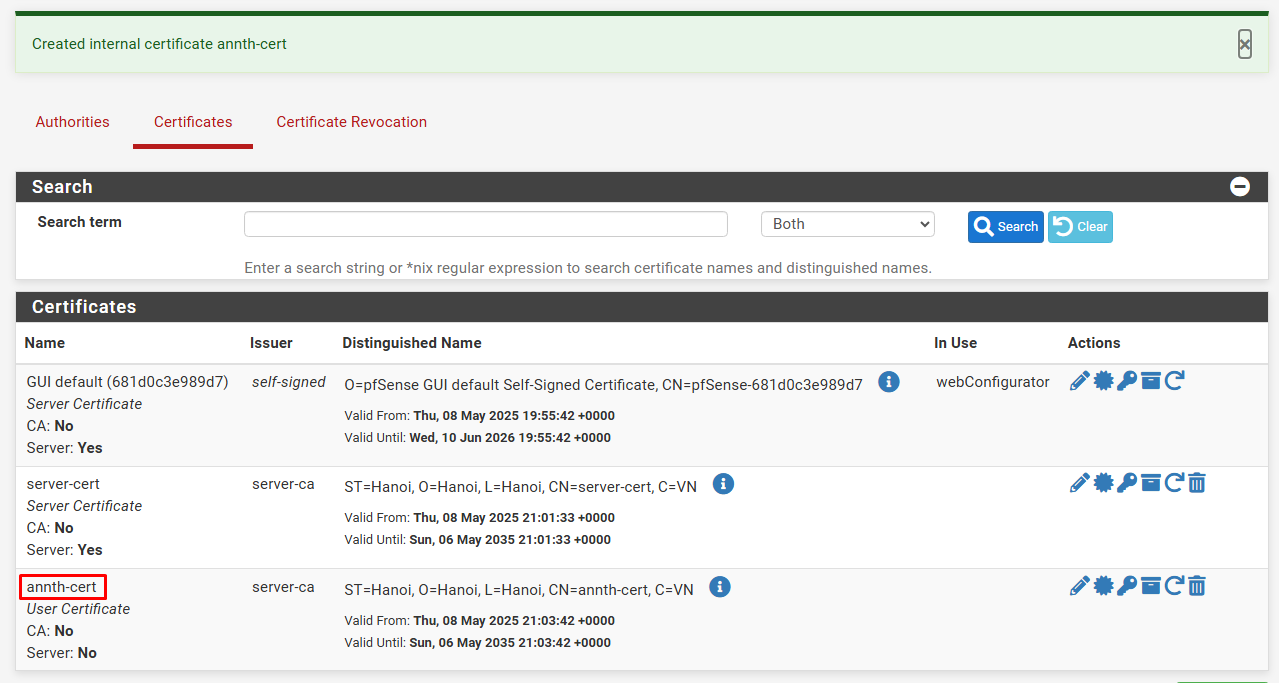 Created internal certificate annth-cert
Authorities Certificates Certificate Revocation
Search
Search term Both Search Clear
Enter a search string or *nix regular expression to search certificate names and distinguished names.
Certificates
Name Issuer Distinguished Name In Use Actions
GUI default (681d0c3e989d7) self-signed O=pfSense GUI default Self-Signed Certificate, CN=pfSense-681d0c3e989d7 webConfigurator
Server Certificate
CA: No
Server: Yes
Valid From: Thu, 08 May 2025 19:55:42 +0000
Valid Until: Wed, 10 Jun 2026 19:55:42 +0000
server-cert server-ca ST=Hanoi, O=Hanoi, L=Hanoi, CN=server-cert, C=VN
Server Certificate
CA: No
Server: Yes
Valid From: Thu, 08 May 2025 21:01:33 +0000
Valid Until: Sun, 06 May 2035 21:01:33 +0000
annth-cert server-ca ST=Hanoi, O=Hanoi, L=Hanoi, CN=annth-cert, C=VN
User Certificate
CA: No
Server: No
Valid From: Thu, 08 May 2025 21:03:42 +0000
Valid Until: Sun, 06 May 2035 21:03:42 +0000